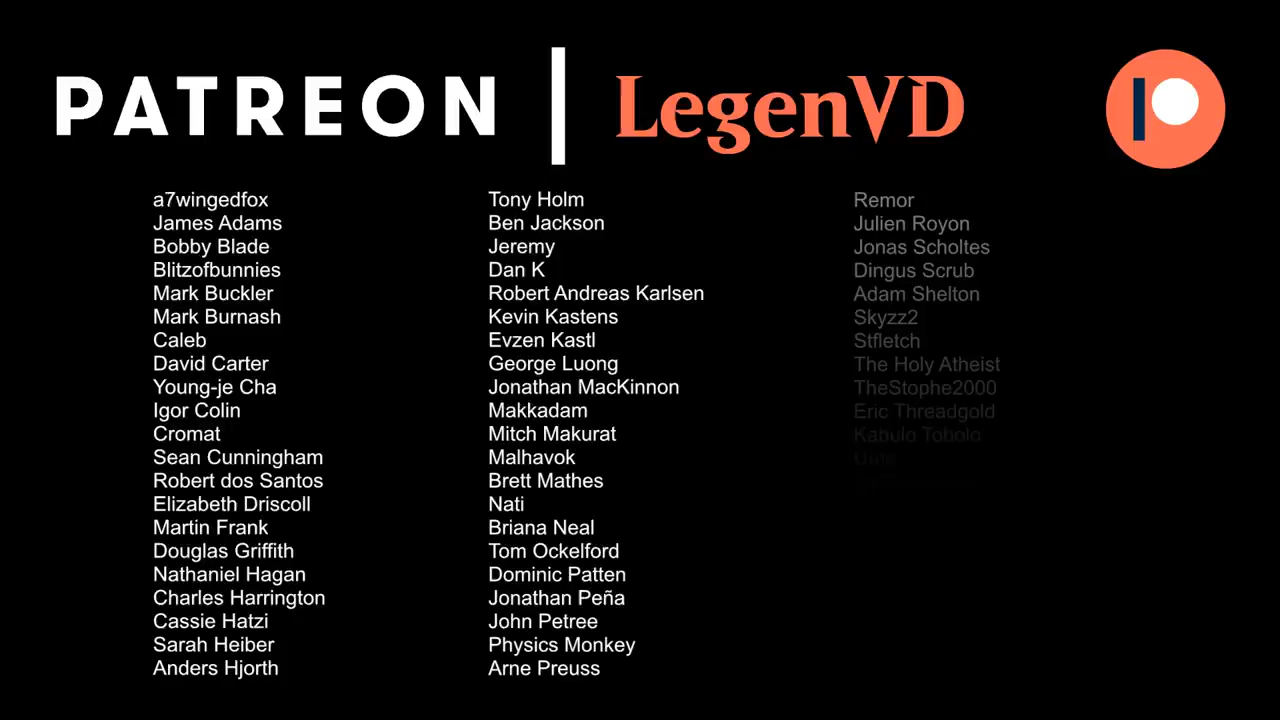 PATREON | LegenVD
a7wingedfox
James Adams
Bobby Blade
Blitzofbunnies
Mark Buckler
Mark Burnash
Caleb
David Carter
Young-je Cha
Igor Colin
Cromat
Sean Cunningham
Robert dos Santos
Elizabeth Driscoll
Martin Frank
Douglas Griffith
Nathaniel Hagan
Charles Harrington
Cassie Hatzi
Sarah Heiber
Anders Hjorth
Tony Holm
Ben Jackson
Jeremy
Dan K
Robert Andreas Karlsen
Kevin Kastens
Evzen Kastl
George Luong
Jonathan MacKinnon
Makkadam
Mitch Makurat
Malhavok
Brett Mathes
Nati
Briana Neal
Tom Ockelford
Dominic Patten
Jonathan Peña
John Petree
Physics Monkey
Arne Preuss
Remor
Julien Royon
Jonas Scholtes
Dingus Scrub
Adam Shelton
Skyzz2
Stfletch
The Holy Atheist
TheStophe2000
Eric Threadgold
Kabulo Tobolo